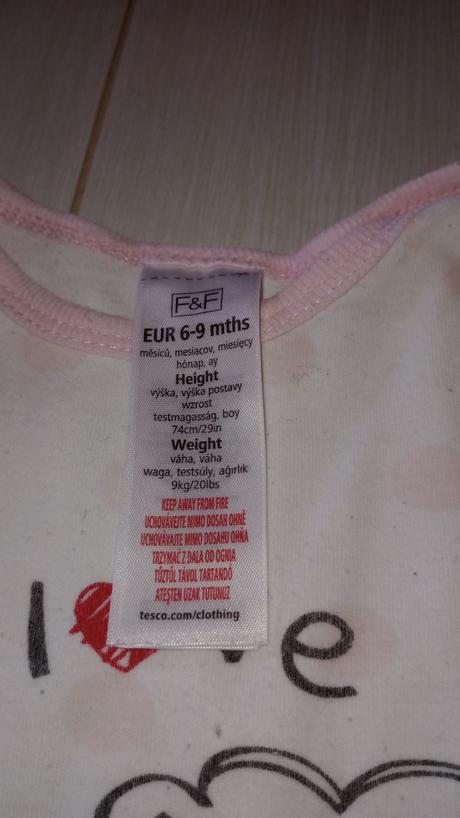 F&F
EUR 6-9 mths
měsíců, mesiacov, miesięcy
hónap, ay
Height
výška, výška postavy
wzrost
testmagasság, boy
74cm/29in
Weight
váha, váha
waga, testsúly, ağırlık
9kg/20lbs
KEEP AWAY FROM FIRE
UCHOVÁVEJTE MIMO DOSAH OHNĚ
UCHOVÁVAJTE MIMO DOSAHU OHŇA
TRZYMAĆ Z DALA OD OGNIA
TŰZTŐL TÁVOL TARTANDÓ
ATEŞTEN UZAK TUTUNUZ
tesco.com/clothing
love